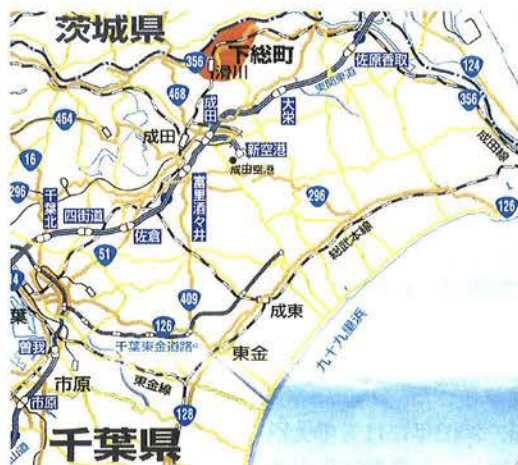 茨城県
下総町
356
滑川
佐原香取
124
東関東道
468
成田
大栄
356
464
成田
新空港
成田線
16
成田空港
富里酒々井
296
千葉北
四街道
296
126
佐倉
総武本線
51
409
成東
葉
126
千葉東金道路
九十九里浜
曽我
東金
市原
東金線
市原
128
千葉県
山道